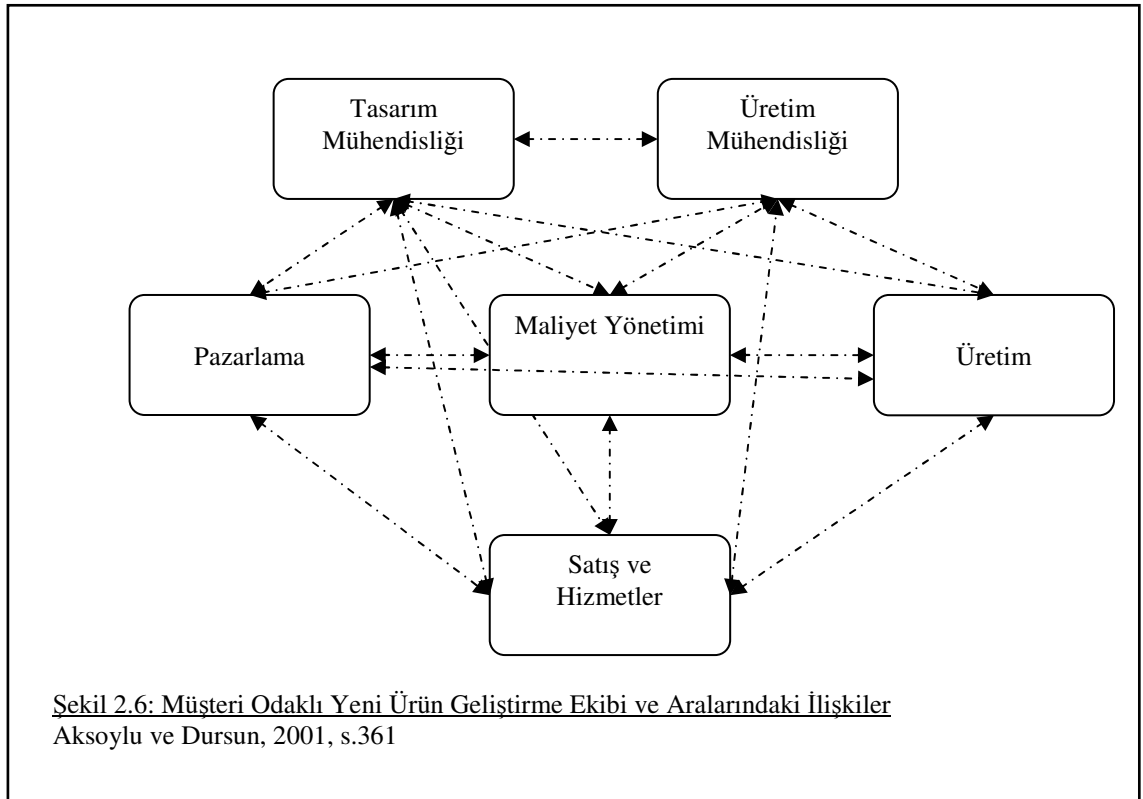 Tasarım
Mühendisliği
Üretim
Mühendisliği
Pazarlama
Maliyet Yönetimi
Üretim
Satış ve
Hizmetler
Şekil 2.6: Müşteri Odaklı Yeni Ürün Geliştirme Ekibi ve Aralarındaki İlişkiler
Aksoylu ve Dursun, 2001, s.361